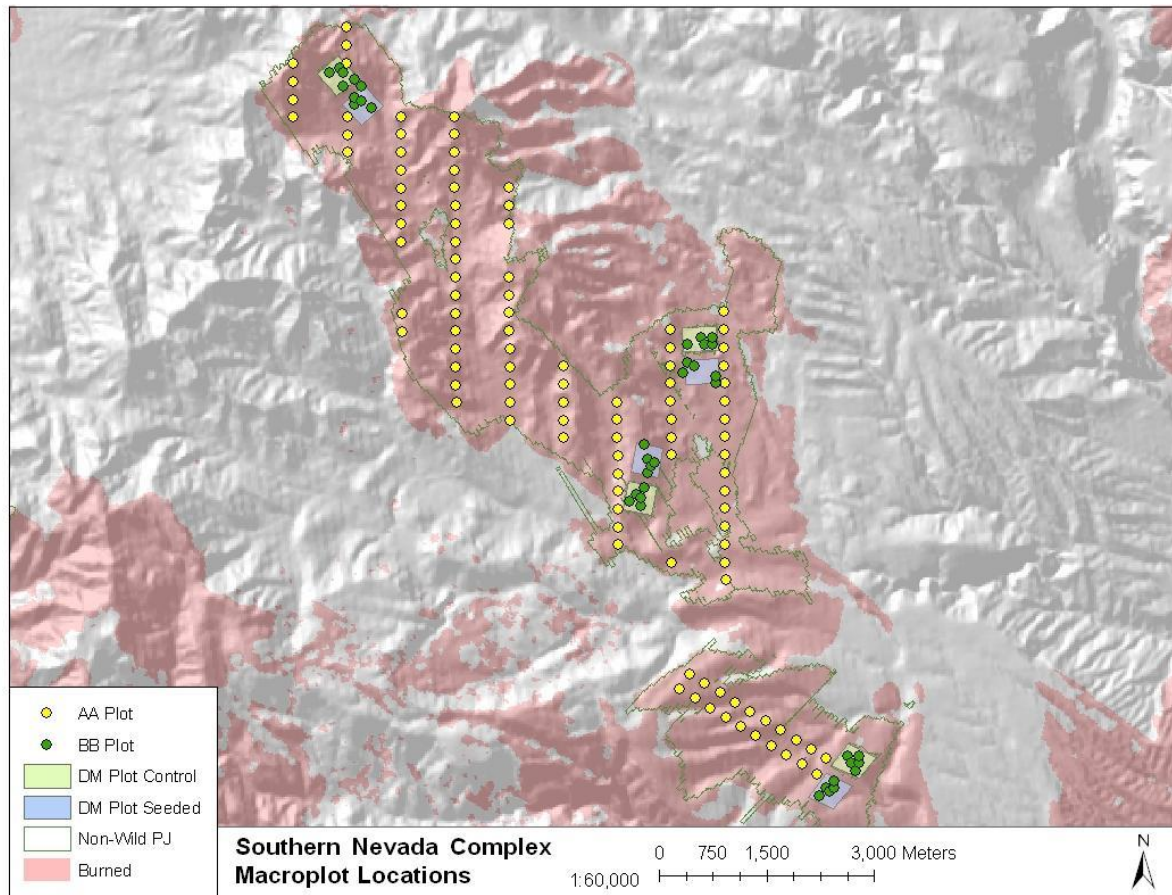 AA Plot
BB Plot
DM Plot Control
DM Plot Seeded
Non-Wild PJ
Burned
Southern Nevada Complex
Macroplot Locations
1:60,000
0 750 1,500 3,000 Meters
N